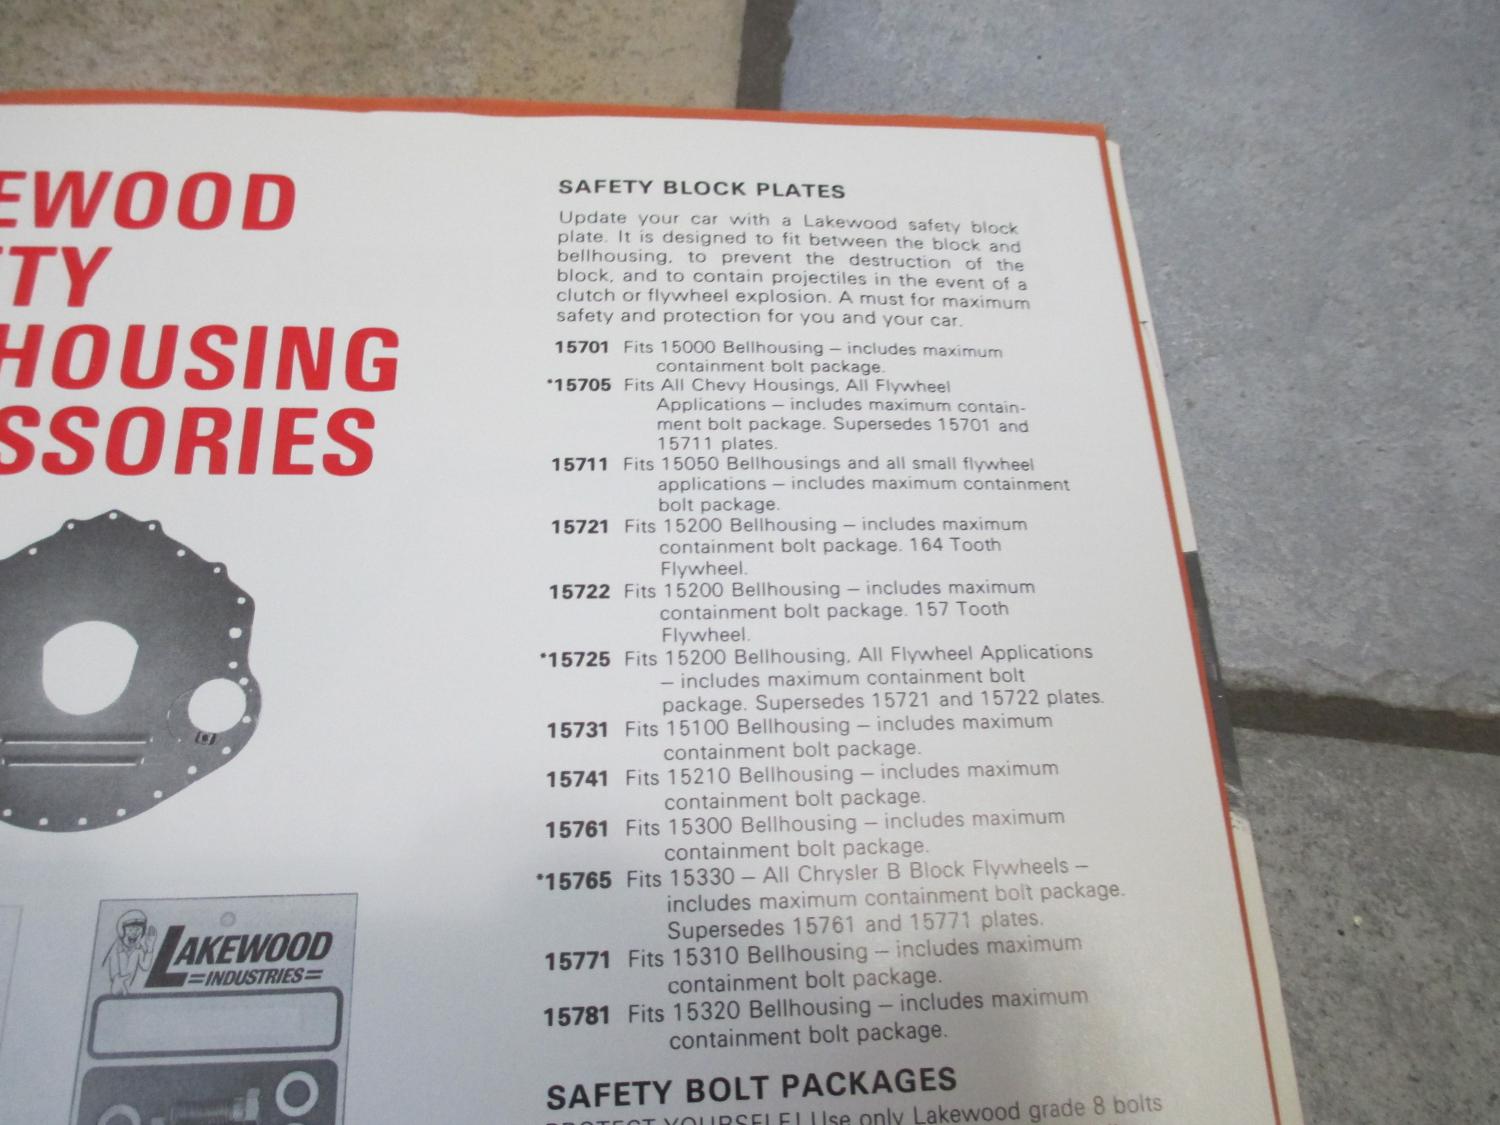 EWOOD
TY
HOUSING
SSORIES
SAFETY BLOCK PLATES
Update your car with a Lakewood safety block
plate. It is designed to fit between the block and
bellhousing, to prevent the destruction of the
block, and to contain projectiles in the event of a
clutch or flywheel explosion. A must for maximum
safety and protection for you and your car.
15701 Fits 15000 Bellhousing — includes maximum
containment bolt package.
*15705 Fits All Chevy Housings, All Flywheel
Applications — includes maximum contain-
ment bolt package. Supersedes 15701 and
15711 plates.
15711 Fits 15050 Bellhousings and all small flywheel
applications — includes maximum containment
bolt package.
15721 Fits 15200 Bellhousing — includes maximum
containment bolt package. 164 Tooth
Flywheel.
15722 Fits 15200 Bellhousing — includes maximum
containment bolt package. 157 Tooth
Flywheel.
*15725 Fits 15200 Bellhousing, All Flywheel Applications
— includes maximum containment bolt
package. Supersedes 15721 and 15722 plates.
15731 Fits 15100 Bellhousing — includes maximum
containment bolt package.
15741 Fits 15210 Bellhousing — includes maximum
containment bolt package.
15761 Fits 15300 Bellhousing — includes maximum
containment bolt package.
*15765 Fits 15330 — All Chrysler B Block Flywheels —
includes maximum containment bolt package.
Supersedes 15761 and 15771 plates.
15771 Fits 15310 Bellhousing — includes maximum
containment bolt package.
15781 Fits 15320 Bellhousing — includes maximum
containment bolt package.
SAFETY BOLT PACKAGES
PROTECT YOURSELF! Use only Lakewood grade 8 bolts
LAKEWOOD
INDUSTRIES